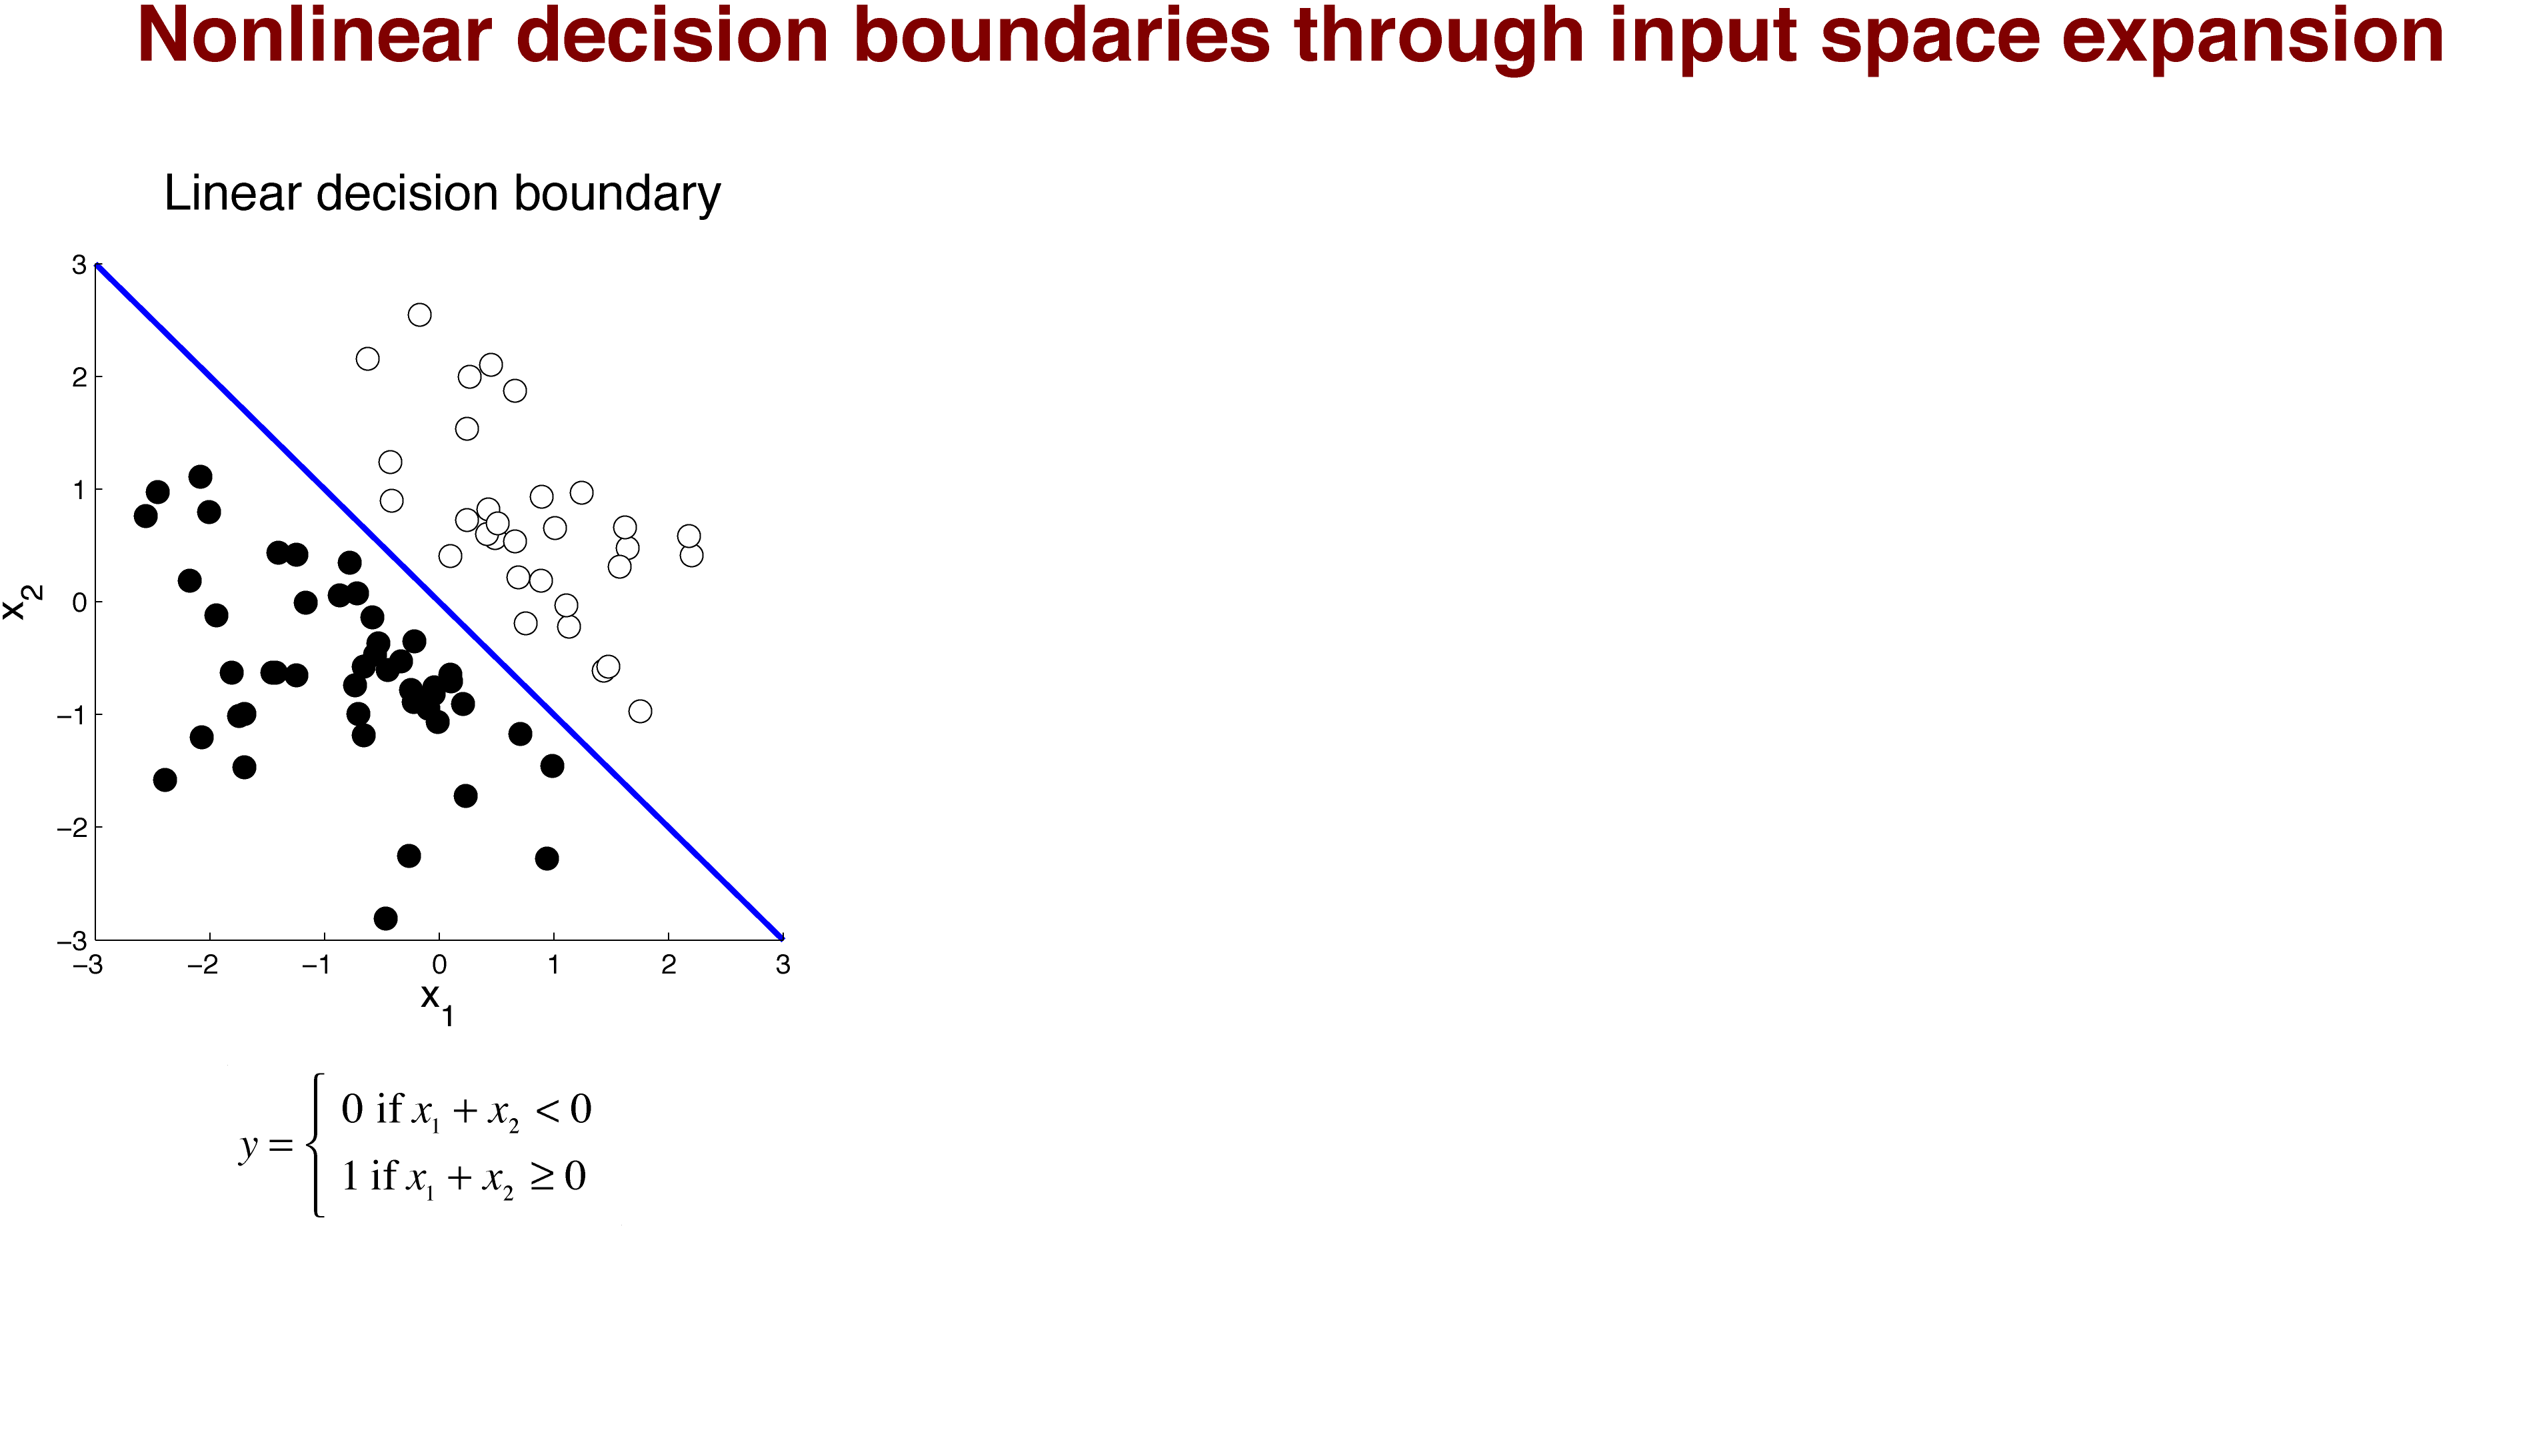 Nonlinear decision boundaries through input space expansion
Linear decision boundary
3
2
1
0
−1
−2
−3
x2
−3 −2 −1 0 1 2 3
x1
y = { 0 if x1 + x2 < 0
1 if x1 + x2 ≥ 0